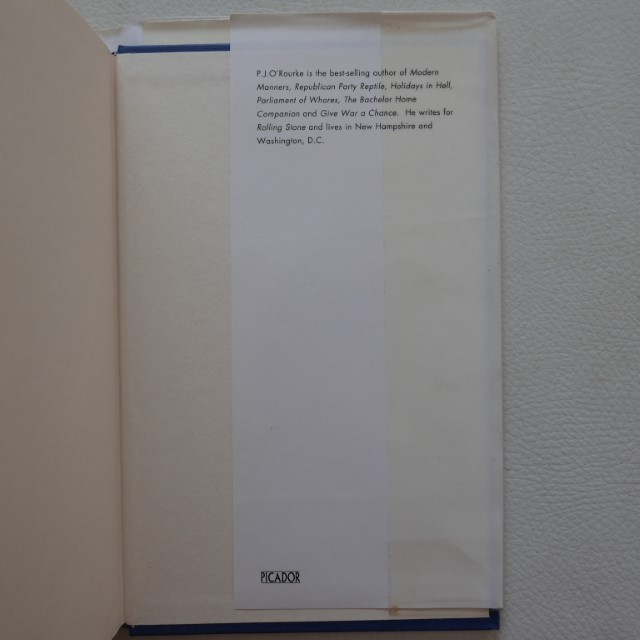 P.J.O'Rourke is the best-selling author of Modern
Manners, Republican Party Reptile, Holidays in Hell,
Parliament of Whores, The Bachelor Home
Companion and Give War a Chance. He writes for
Rolling Stone and lives in New Hampshire and
Washington, D.C.
PICADOR